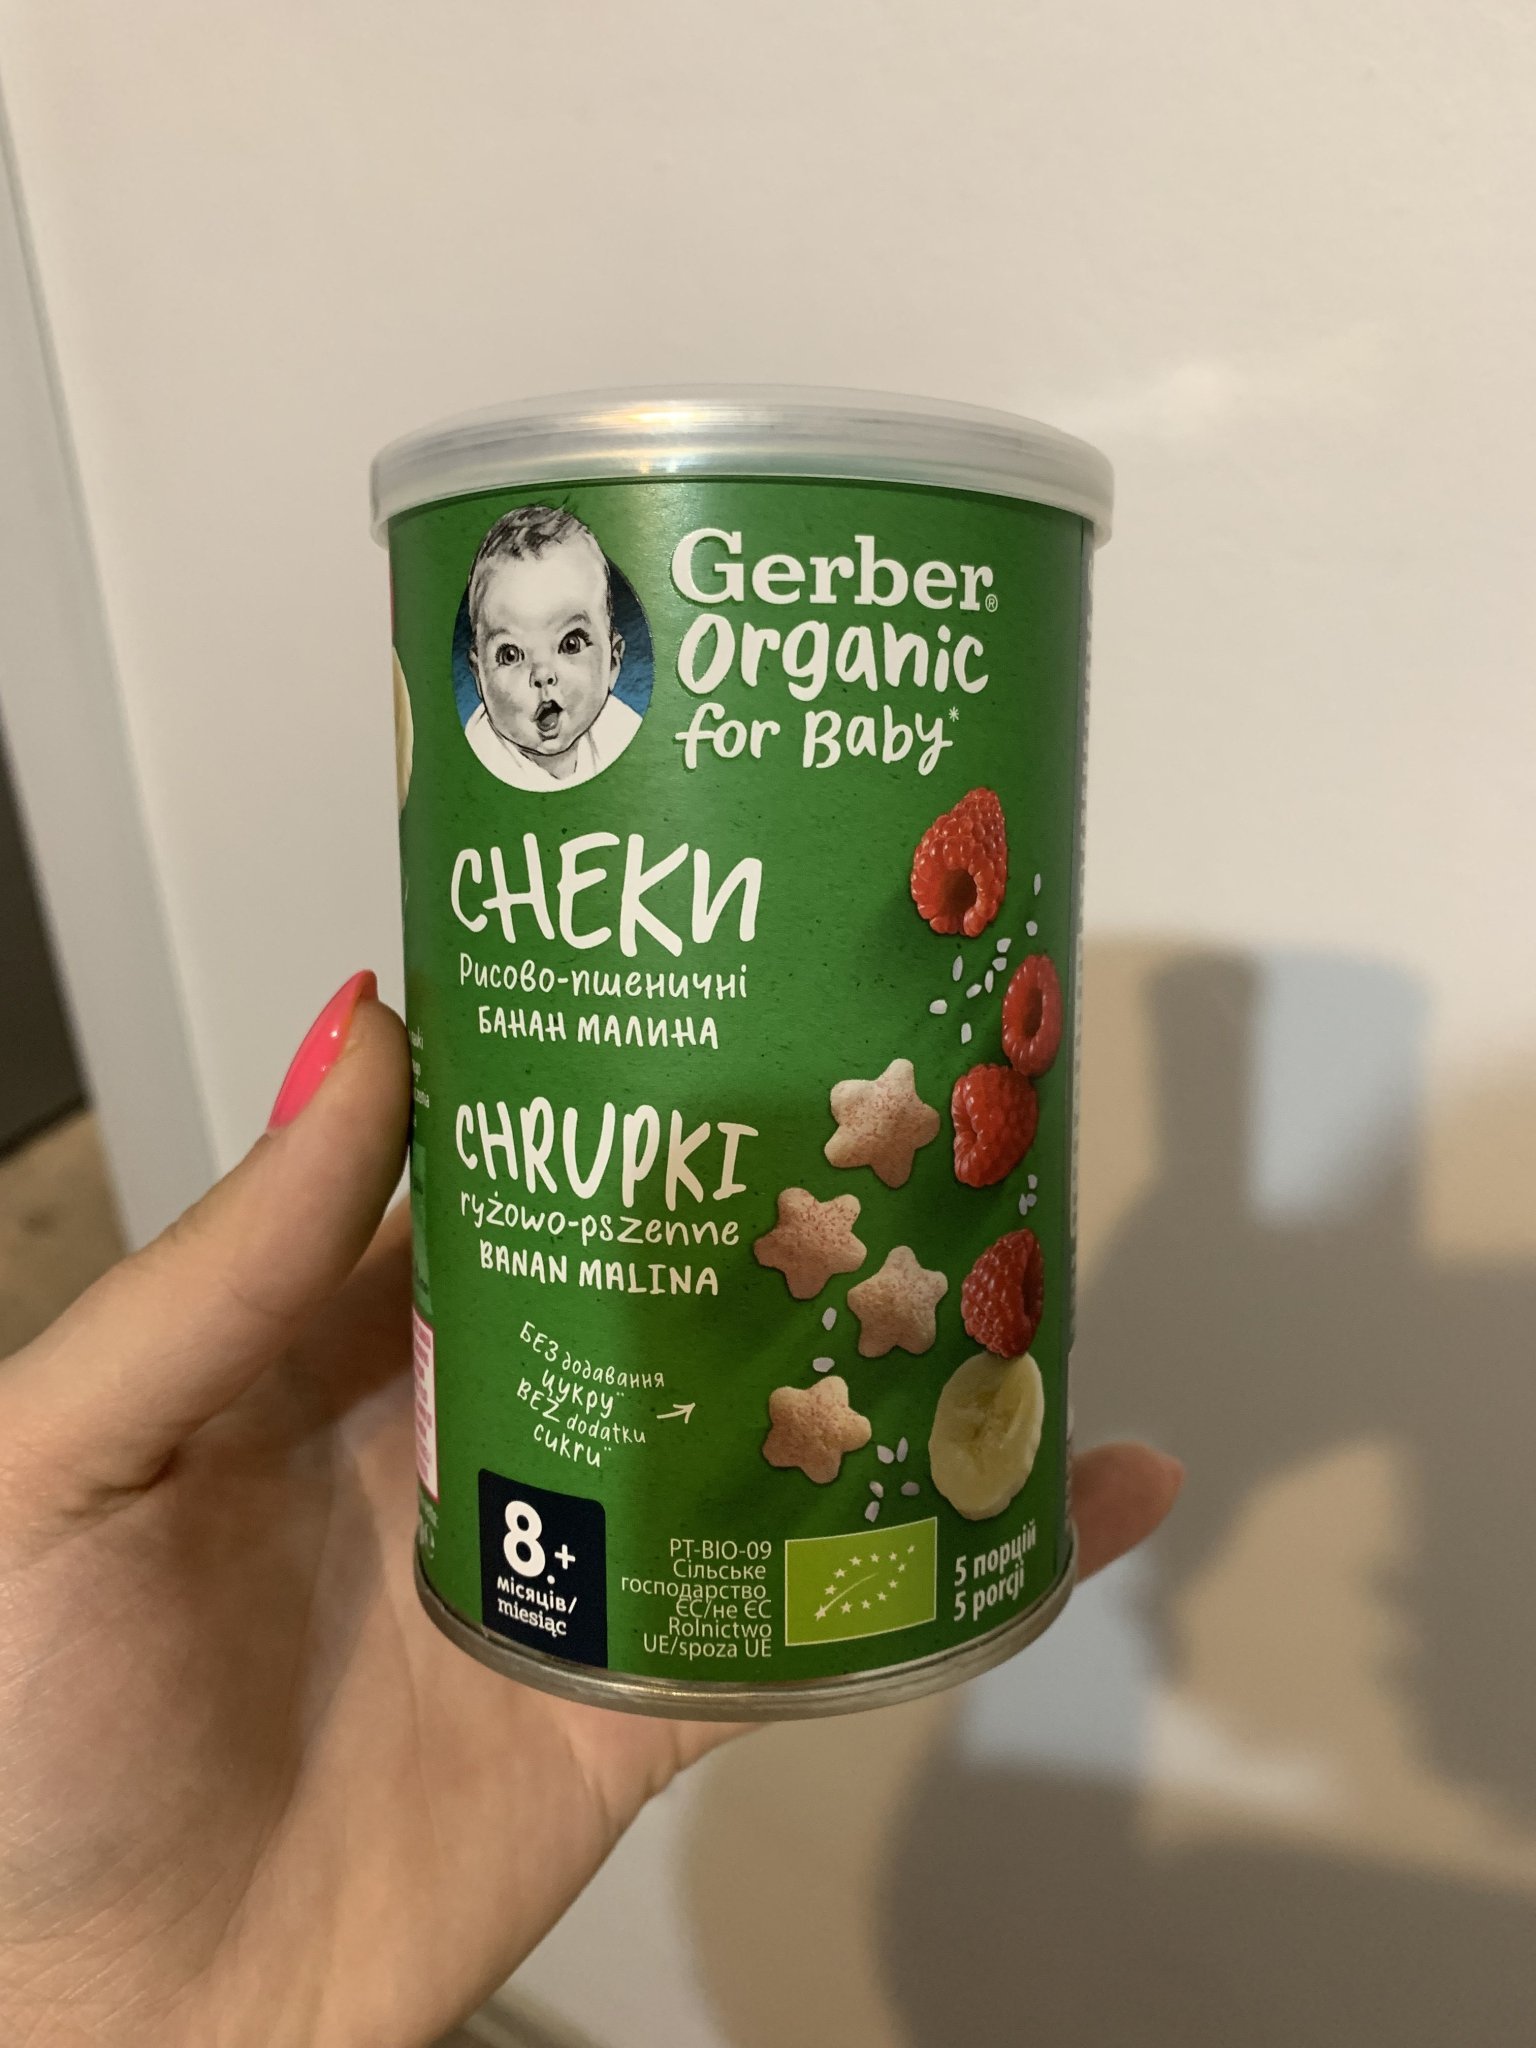 Gerber®
Organic
for Baby*
СНЕКИ
Рисово-пшеничні
БАНАН МАЛИНА
CHRUPKI
ryżowo-pszenne
BANAN MALINA
БЕЗ додавання
цукру**
BEZ dodatku
cukru**
8.+
місяців/
miesiąc
PT-BIO-09
Сільське
господарство
ЄС/не ЄС
Rolnictwo
UE/spoza UE
5 порцій
5 porcji